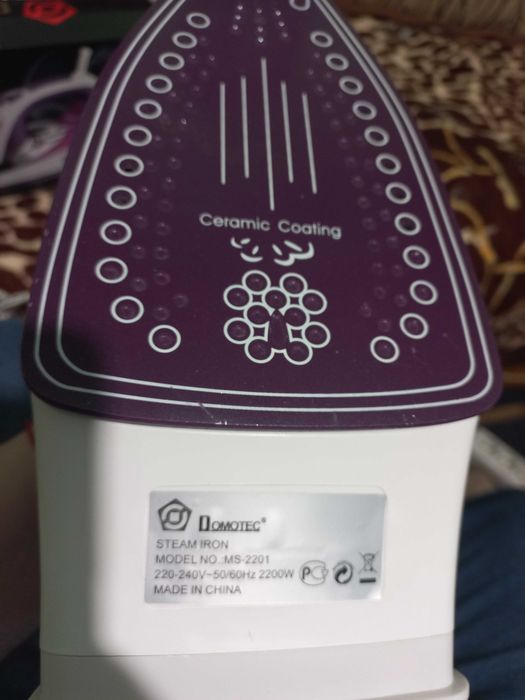 Ceramic Coating
DOMOTEC®
STEAM IRON
MODEL NO.:MS-2201
220-240V~50/60Hz 2200W
MADE IN CHINA